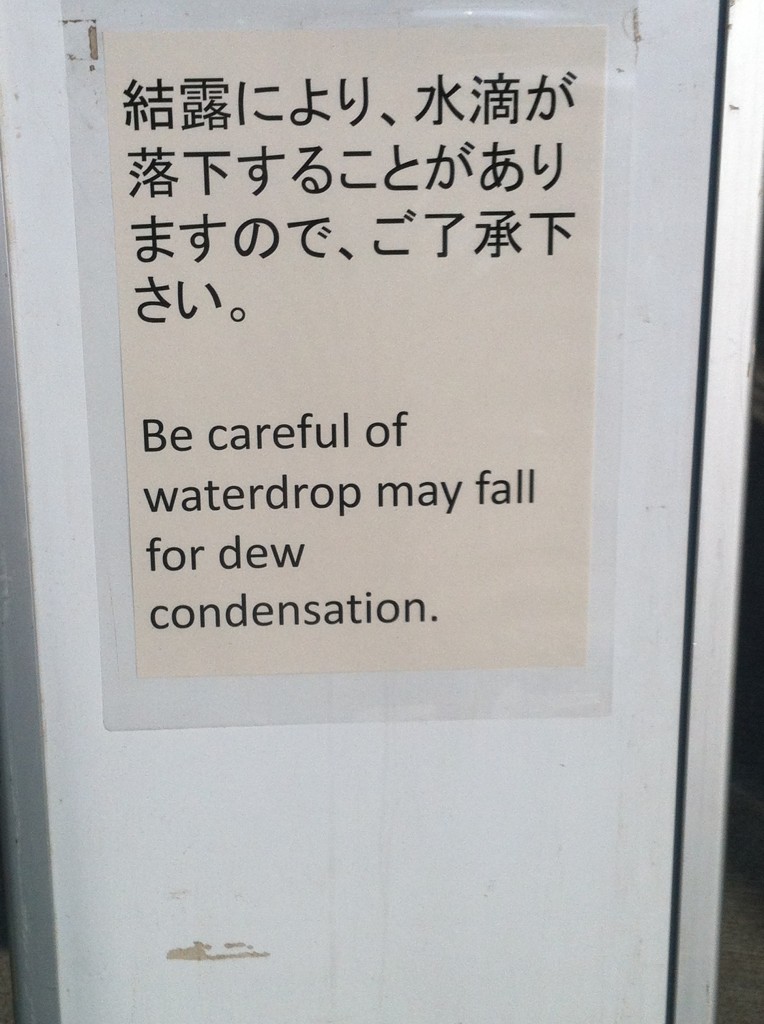 結露により、水滴が
落下することがあり
ますので、ご了承下
さい。
Be careful of
waterdrop may fall
for dew
condensation.